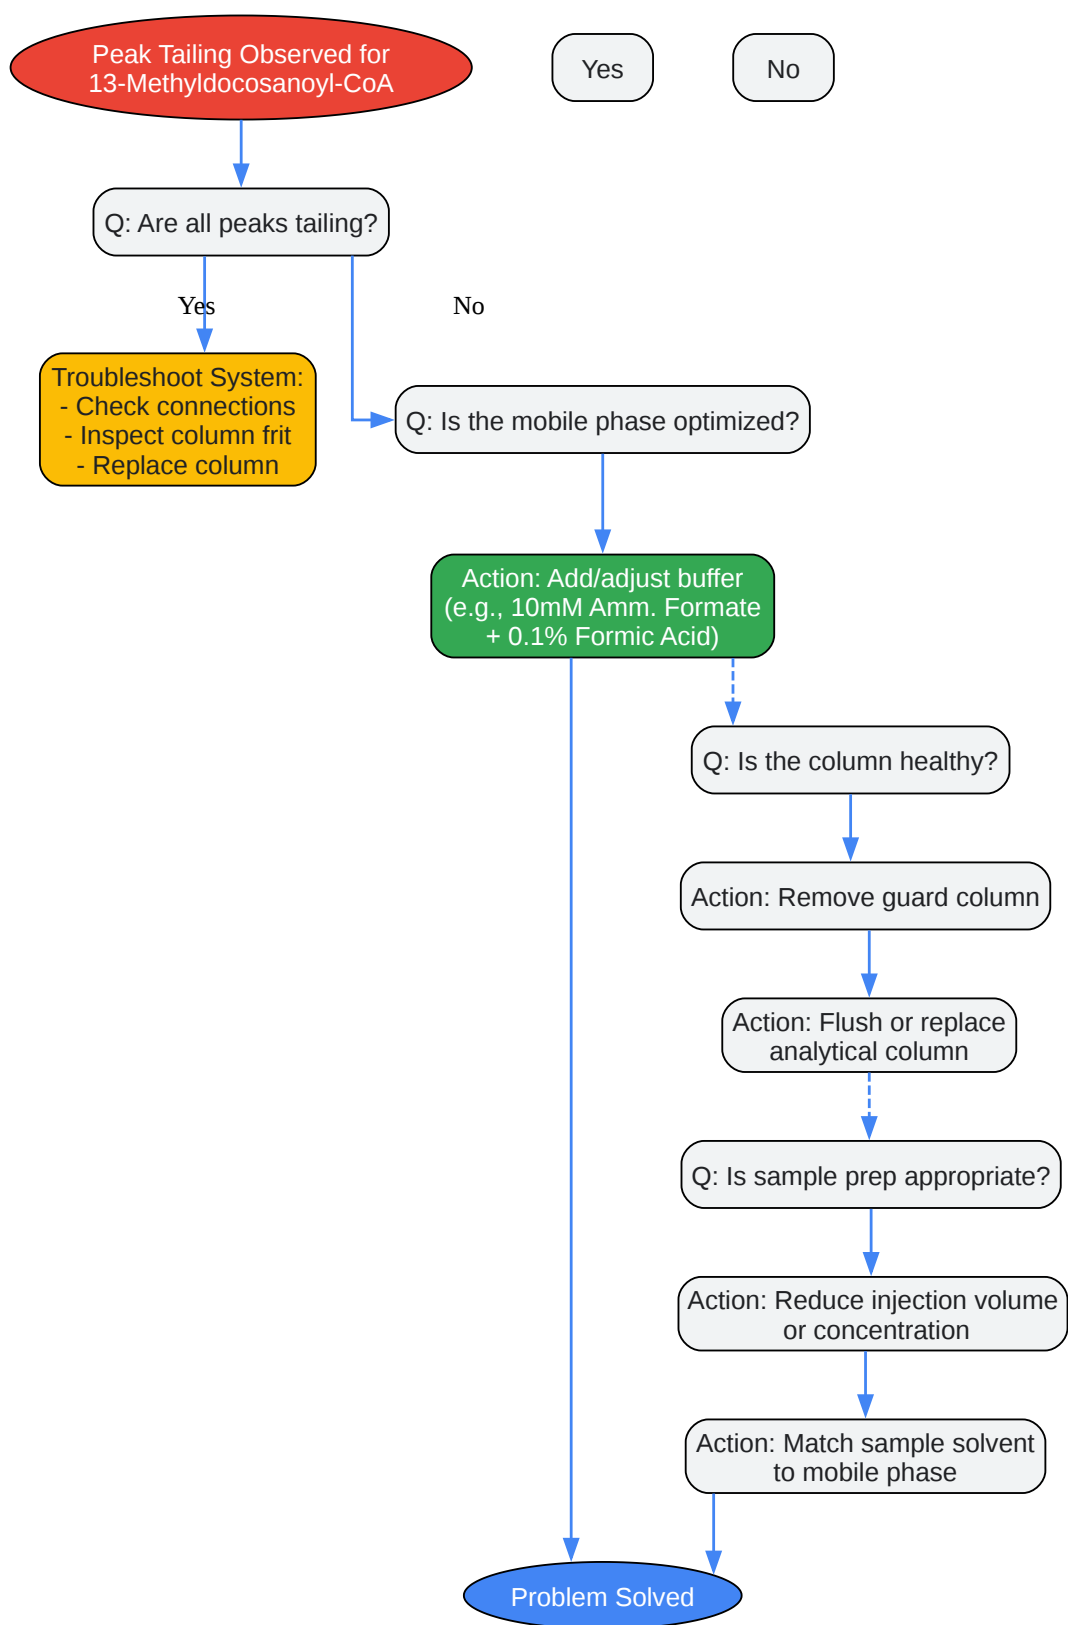 Peak Tailing Observed for
13-Methyldocosanoyl-CoA
Yes
No
Q: Are all peaks tailing?
Yes
No
Troubleshoot System:
- Check connections
- Inspect column frit
- Replace column
Q: Is the mobile phase optimized?
Action: Add/adjust buffer
(e.g., 10mM Amm. Formate
+ 0.1% Formic Acid)
Q: Is the column healthy?
Action: Remove guard column
Action: Flush or replace
analytical column
Q: Is sample prep appropriate?
Action: Reduce injection volume
or concentration
Action: Match sample solvent
to mobile phase
Problem Solved